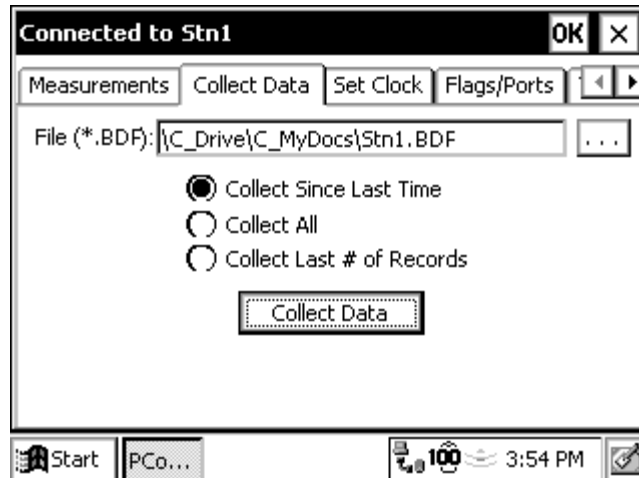 Connected to Stn1 OK ×
Measurements Collect Data Set Clock Flags/Ports
File (*.BDF): \C_Drive\C_MyDocs\Stn1.BDF ...
Collect Since Last Time
Collect All
Collect Last # of Records
Collect Data
Start PCo... 100 3:54 PM